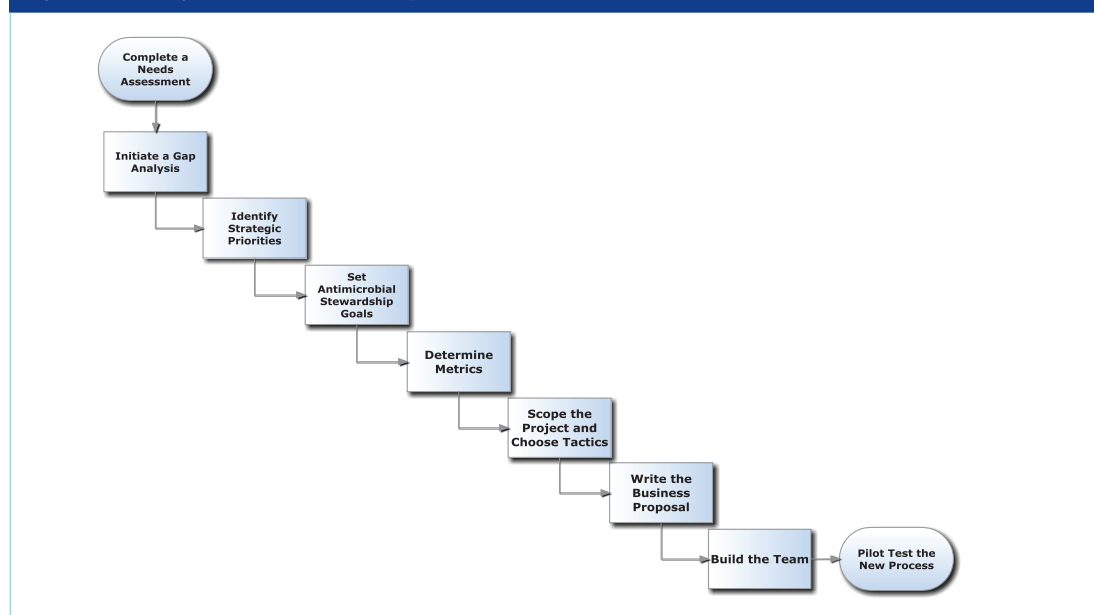 Complete a
Needs
Assessment
Initiate a Gap
Analysis
Identify
Strategic
Priorities
Set
Antimicrobial
Stewardship
Goals
Determine
Metrics
Scope the
Project and
Choose Tactics
Write the
Business
Proposal
Build the Team
Pilot Test the
New Process